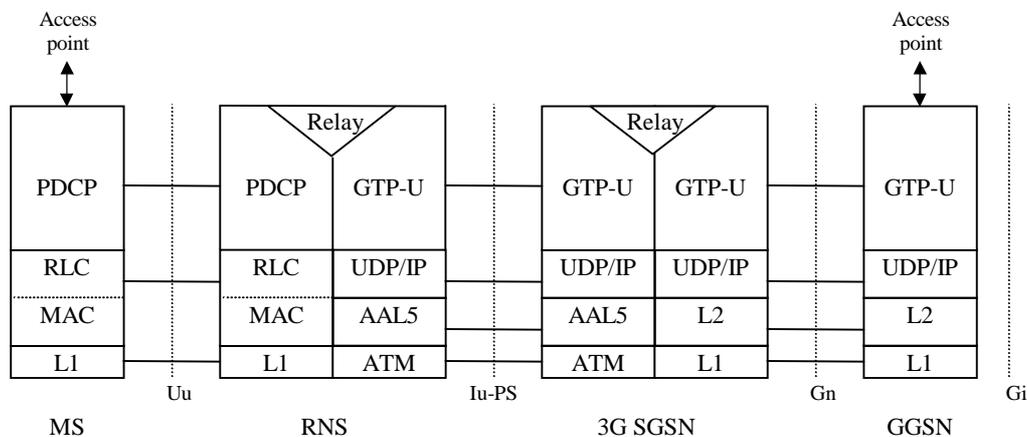 Access
point
Access
point
Relay
Relay
PDCP
PDCP
GTP-U
GTP-U
GTP-U
GTP-U
RLC
RLC
UDP/IP
UDP/IP
UDP/IP
UDP/IP
MAC
MAC
AAL5
AAL5
L2
L2
L1
L1
ATM
ATM
L1
L1
Uu
Iu-PS
Gn
Gi
MS
RNS
3G SGSN
GGSN